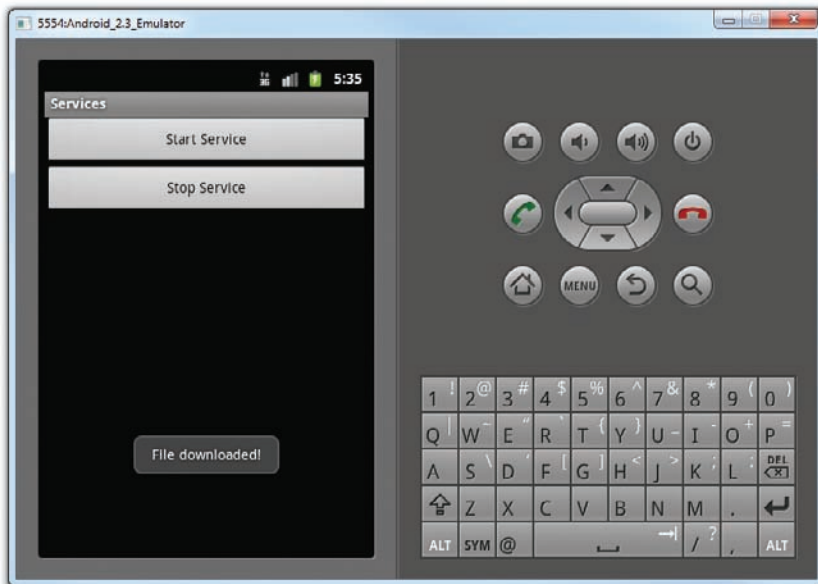 5554:Android_2.3_Emulator
3G 5:35
Services
Start Service
Stop Service
File downloaded!
MENU
1 ! 2 @ 3 # 4 $ 5 % 6 ^ 7 & 8 * 9 ( 0 )
Q | W ~ E " R ` T { Y } U - I - O + P =
A S \ D ' F [ G ] H < J > K ; L : DEL
Z X C V B N M .
ALT SYM @ / ? , ALT